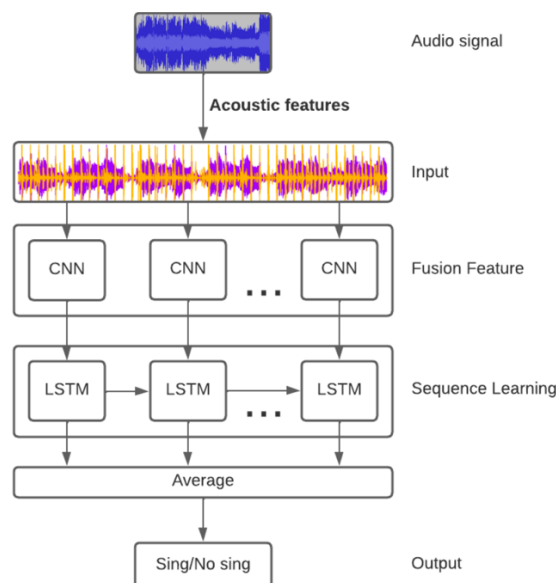 Audio signal
Acoustic features
Input
CNN CNN ... CNN Fusion Feature
LSTM LSTM ... LSTM Sequence Learning
Average
Sing/No sing Output